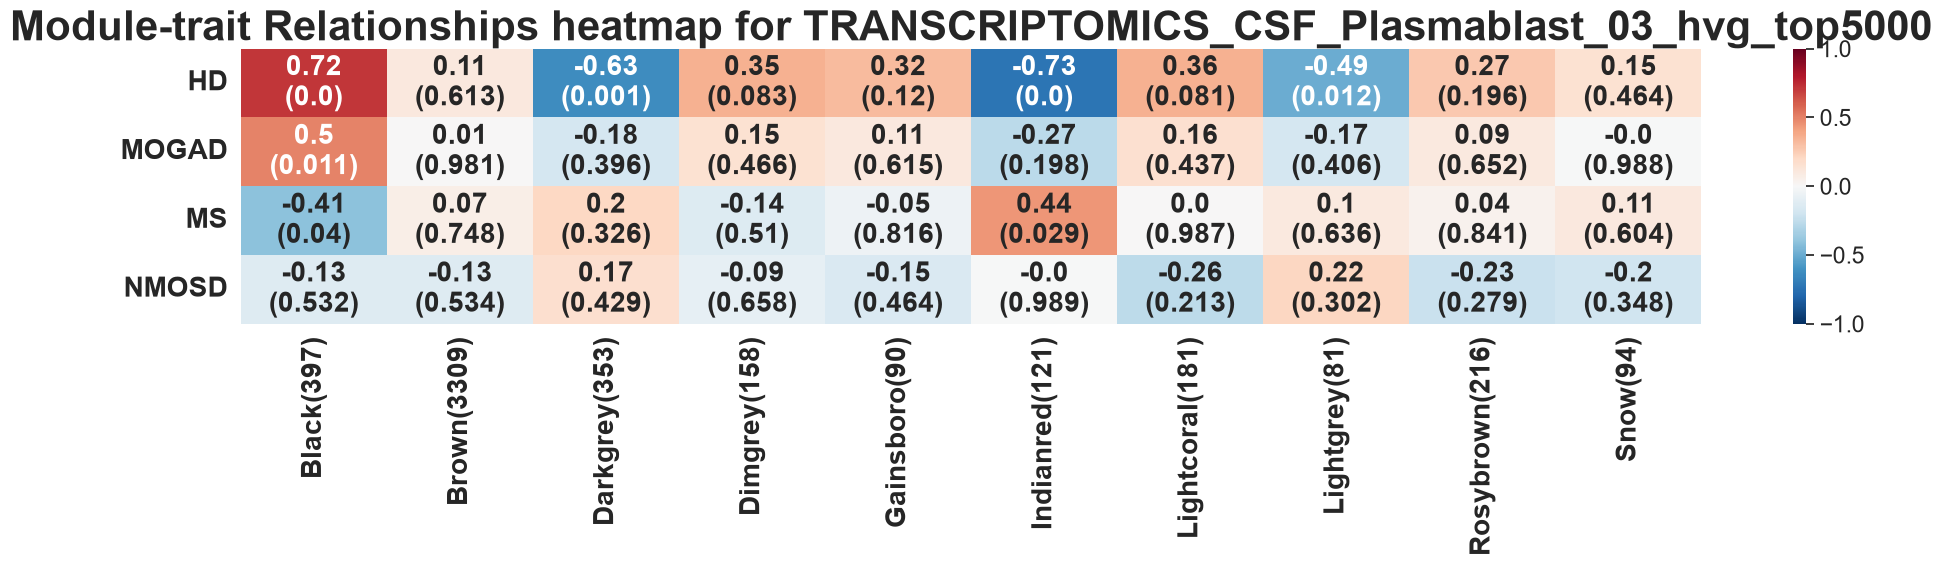 Module-trait Relationships heatmap for TRANSCRIPTOMICS_CSF_Plasmablast_03_hvg_top5000
HD
0.72 0.11 -0.63 0.35 0.32 -0.73 0.36 -0.49 0.27 0.15
(0.0) (0.613) (0.001) (0.083) (0.12) (0.0) (0.081) (0.012) (0.196) (0.464)
MOGAD
0.5 0.01 -0.18 0.15 0.11 -0.27 0.16 -0.17 0.09 -0.0
(0.011) (0.981) (0.396) (0.466) (0.615) (0.198) (0.437) (0.406) (0.652) (0.988)
MS
-0.41 0.07 0.2 -0.14 -0.05 0.44 0.0 0.1 0.04 0.11
(0.04) (0.748) (0.326) (0.51) (0.816) (0.029) (0.987) (0.636) (0.841) (0.604)
NMOSD
-0.13 -0.13 0.17 -0.09 -0.15 -0.0 -0.26 0.22 -0.23 -0.2
(0.532) (0.534) (0.429) (0.658) (0.464) (0.989) (0.213) (0.302) (0.279) (0.348)
Black(397)
Brown(3309)
Darkgrey(353)
Dimgrey(158)
Gainsboro(90)
Indianred(121)
Lightcoral(181)
Lightgrey(81)
Rosybrown(216)
Snow(94)
1.0
0.5
0.0
−0.5
−1.0